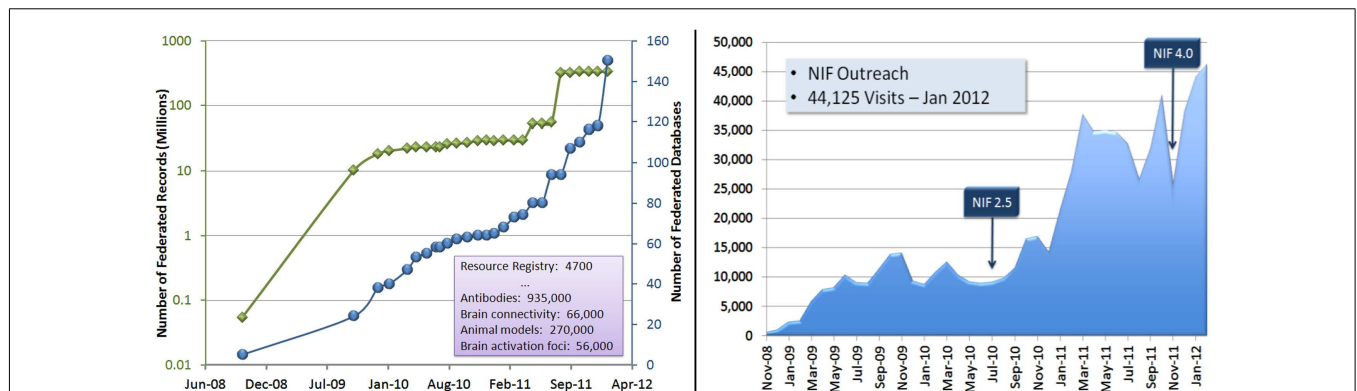 Number of Federated Records (Millions)
1000
100
10
1
0.1
0.01
160
140
120
100
80
60
40
20
0
Number of Federated Databases
Resource Registry: 4700
...
Antibodies: 935,000
Brain connectivity: 66,000
Animal models: 270,000
Brain activation foci: 56,000
Jun-08 Dec-08 Jul-09 Jan-10 Aug-10 Feb-11 Sep-11 Apr-12
50,000
45,000
40,000
35,000
30,000
25,000
20,000
15,000
10,000
5,000
0
• NIF Outreach
• 44,125 Visits – Jan 2012
NIF 4.0
NIF 2.5
Nov-08
Jan-09
Mar-09
May-09
Jul-09
Sep-09
Nov-09
Jan-10
Mar-10
May-10
Jul-10
Sep-10
Nov-10
Jan-11
Mar-11
May-11
Jul-11
Sep-11
Nov-11
Jan-12